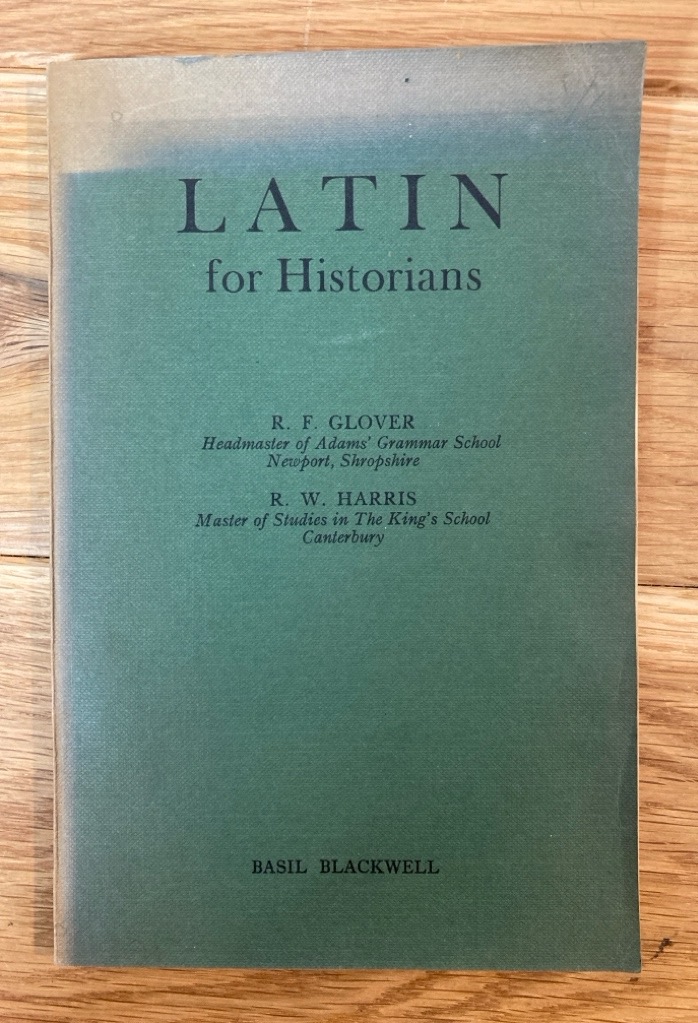 LATIN
for Historians
R. F. GLOVER
Headmaster of Adams' Grammar School
Newport, Shropshire
R. W. HARRIS
Master of Studies in The King's School
Canterbury
BASIL BLACKWELL